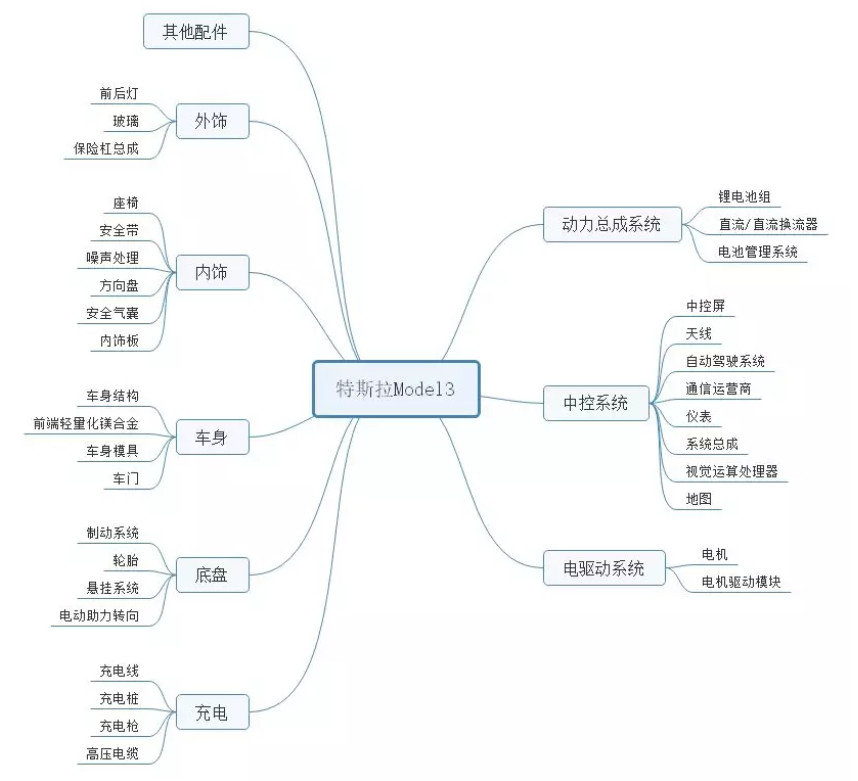 特斯拉Model3
其他配件
外饰
前后灯
玻璃
保险杠总成
内饰
座椅
安全带
噪声处理
方向盘
安全气囊
内饰板
车身
车身结构
前端轻量化镁合金
车身模具
车门
底盘
制动系统
轮胎
悬挂系统
电动助力转向
充电
充电线
充电桩
充电枪
高压电缆
动力总成系统
锂电池组
直流/直流换流器
电池管理系统
中控系统
中控屏
天线
自动驾驶系统
通信运营商
仪表
系统总成
视觉运算处理器
地图
电驱动系统
电机
电机驱动模块